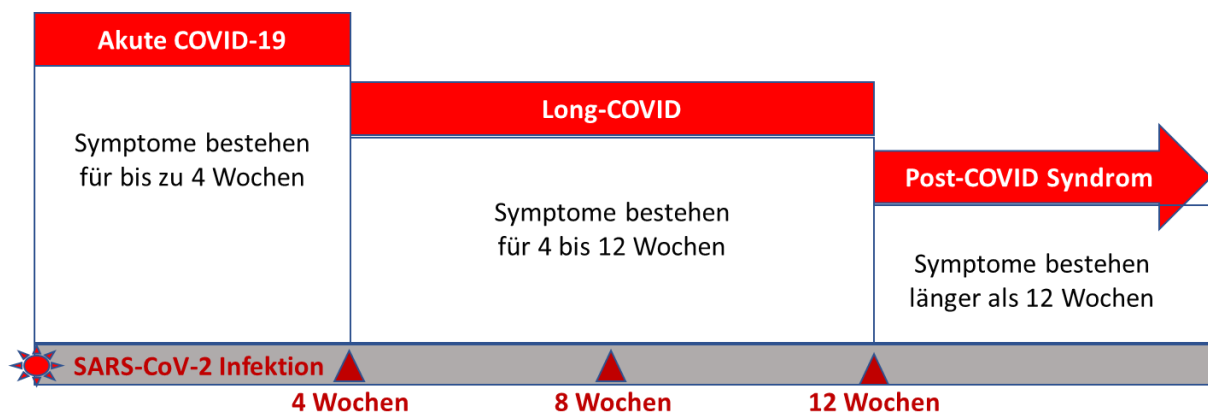 Akute COVID-19
Symptome bestehen
für bis zu 4 Wochen
Long-COVID
Symptome bestehen
für 4 bis 12 Wochen
Post-COVID Syndrom
Symptome bestehen
länger als 12 Wochen
SARS-CoV-2 Infektion
4 Wochen
8 Wochen
12 Wochen